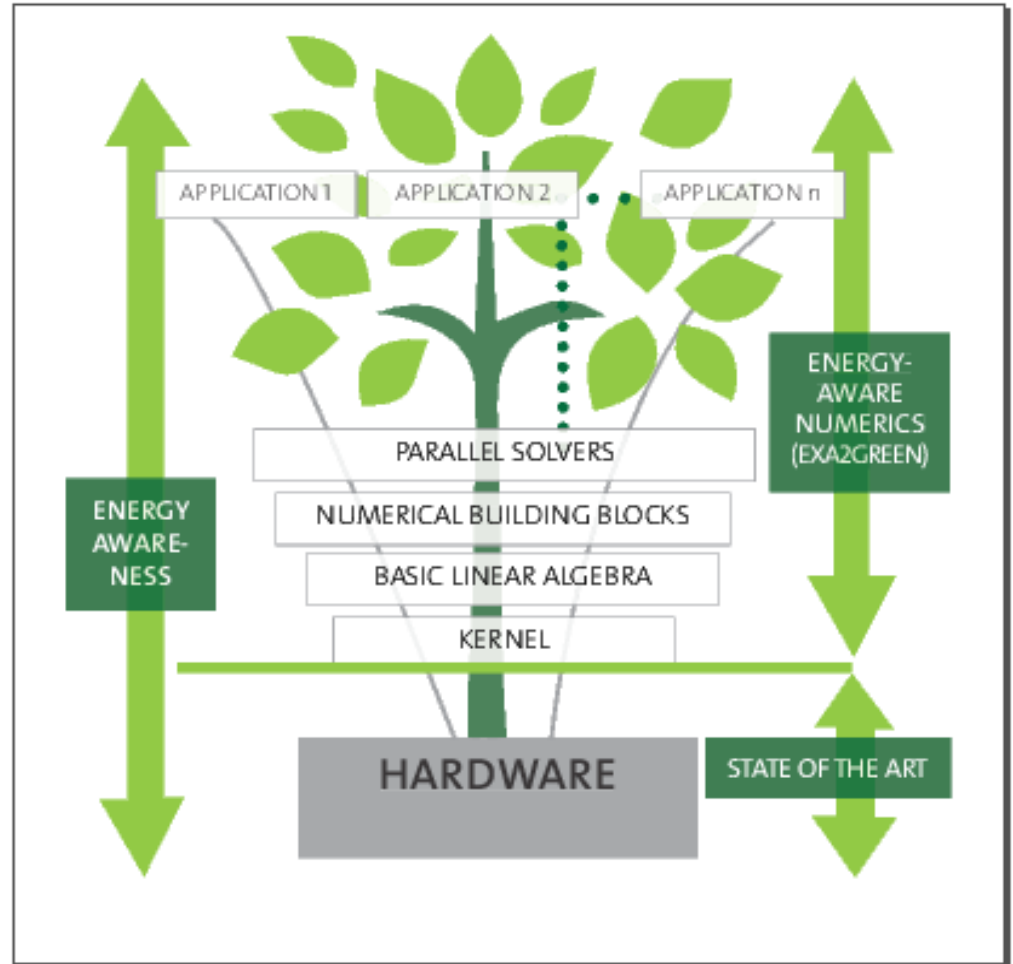 APPLICATION 1
APPLICATION 2
APPLICATION n
ENERGY-
AWARE
NUMERICS
(EXA2GREEN)
PARALLEL SOLVERS
NUMERICAL BUILDING BLOCKS
ENERGY
AWARE-
NESS
BASIC LINEAR ALGEBRA
KERNEL
HARDWARE
STATE OF THE ART